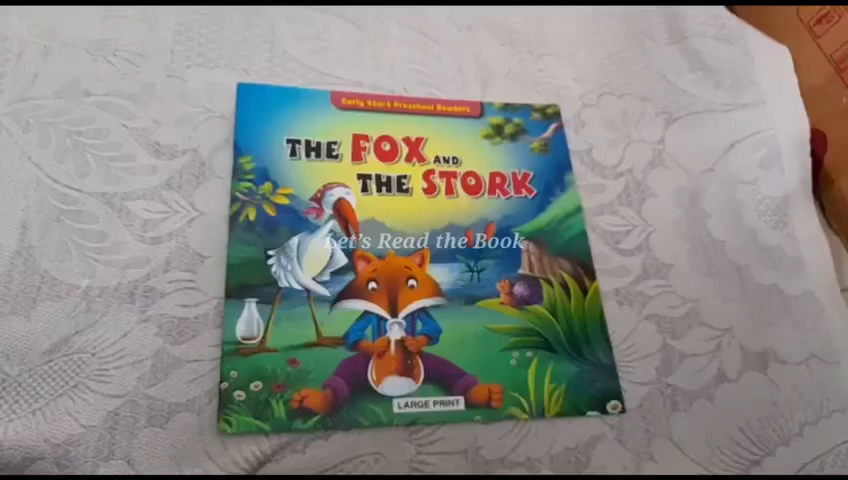 Early Start Preschool Readers
THE FOX AND
THE STORK
Let's Read the Book
LARGE PRINT